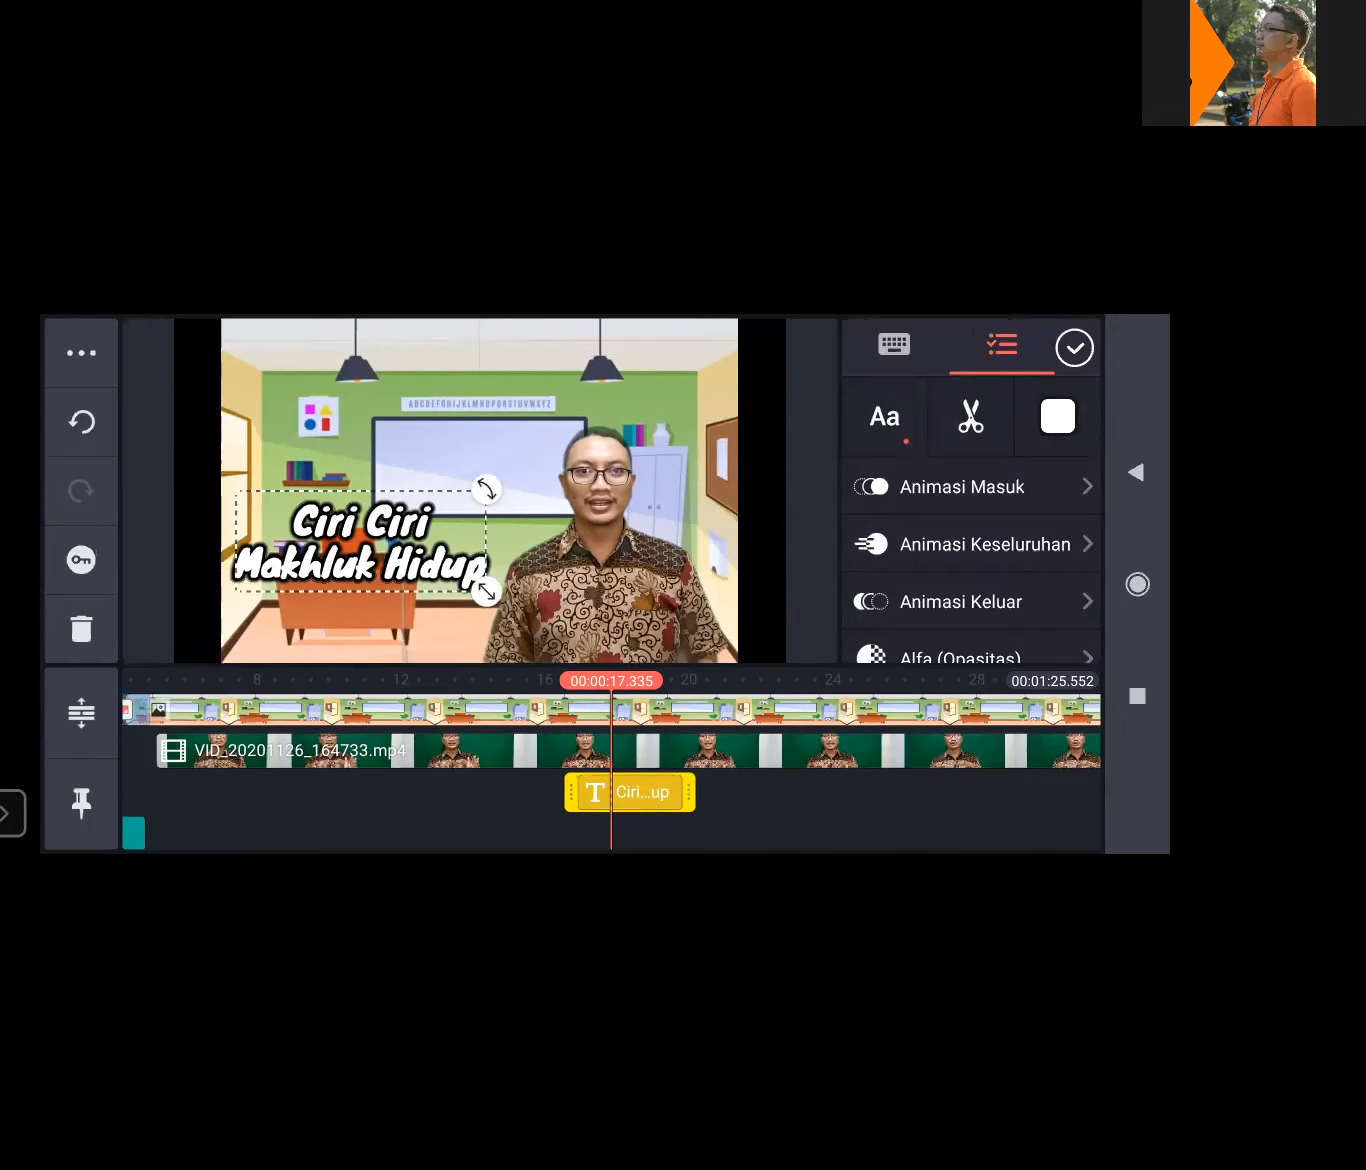 ABCDEFGHIJKLMNOPQRSTUVWXYZ
Ciri Ciri
Makhluk Hidup
Aa
Animasi Masuk
Animasi Keseluruhan
Animasi Keluar
Alfa (Opasitas)
8
12
16
00:00:17.335
20
24
28
00:01:25.552
VID_20201126_164733.mp4
T Ciri...up